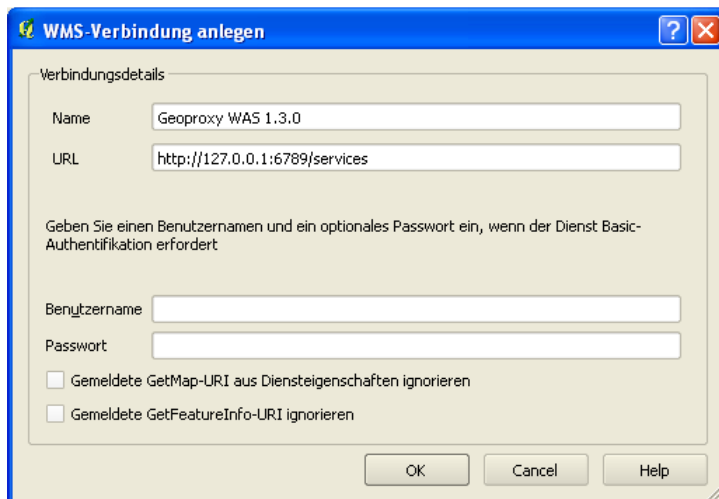 WMS-Verbindung anlegen
Verbindungsdetails
Name Geoproxy WAS 1.3.0
URL http://127.0.0.1:6789/services
Geben Sie einen Benutzernamen und ein optionales Passwort ein, wenn der Dienst Basic-
Authentifikation erfordert
Benutzername
Passwort
Gemeldete GetMap-URI aus Diensteigenschaften ignorieren
Gemeldete GetFeatureInfo-URI ignorieren
OK Cancel Help